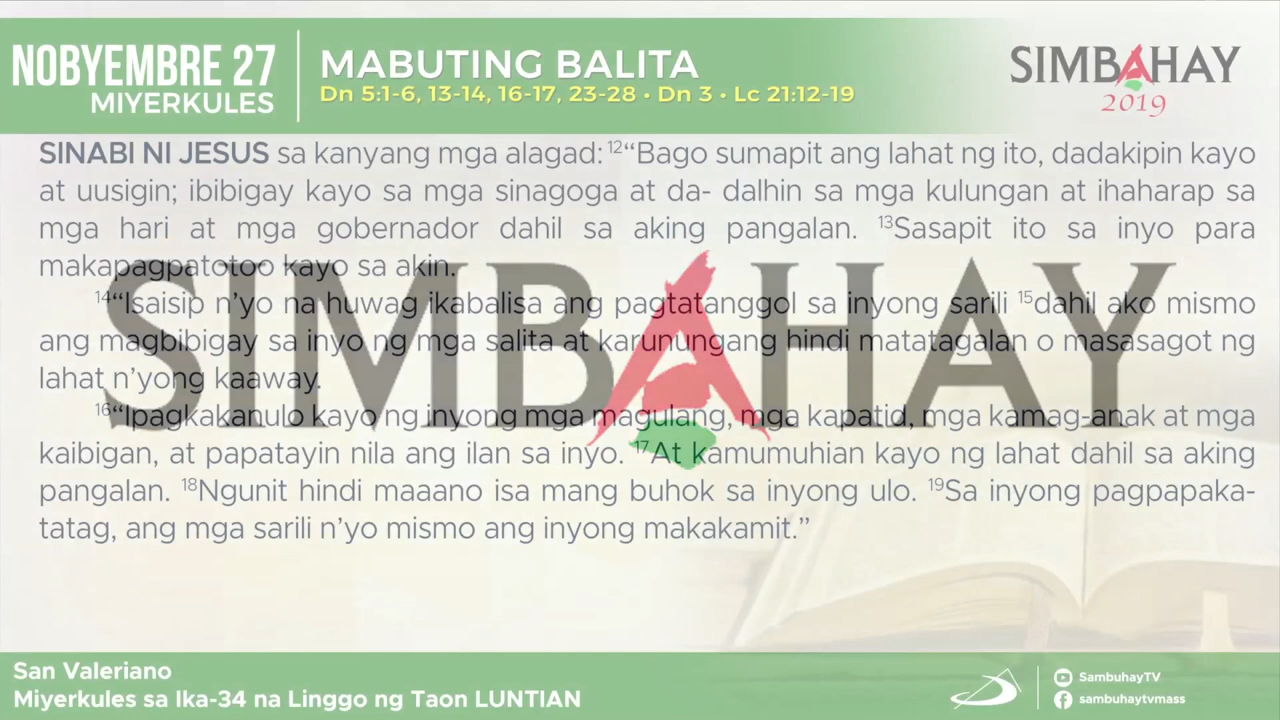 NOBYEMBRE 27
MIYERKULES
MABUTING BALITA
Dn 5:1-6, 13-14, 16-17, 23-28 • Dn 3 • Lc 21:12-19
SIMBAHAY
2019
SINABI NI JESUS sa kanyang mga alagad: 12“Bago sumapit ang lahat ng ito, dadakipin kayo
at uusigin; ibibigay kayo sa mga sinagoga at da- dalhin sa mga kulungan at ihaharap sa
mga hari at mga gobernador dahil sa aking pangalan. 13Sasapit ito sa inyo para
makapagpatotoo kayo sa akin.
14“Isaisip n’yo na huwag ikabalisa ang pagtatanggol sa inyong sarili 15dahil ako mismo
ang magbibigay sa inyo ng mga salita at karunungang hindi matatagalan o masasagot ng
lahat n’yong kaaway.
16“Ipagkakanulo kayo ng inyong mga magulang, mga kapatid, mga kamag-anak at mga
kaibigan, at papatayin nila ang ilan sa inyo. 17At kamumuhian kayo ng lahat dahil sa aking
pangalan. 18Ngunit hindi maaano isa mang buhok sa inyong ulo. 19Sa inyong pagpapaka-
tatag, ang mga sarili n’yo mismo ang inyong makakamit.”
SIMBAHAY
San Valeriano
Miyerkules sa Ika-34 na Linggo ng Taon LUNTIAN
SambuhayTV
sambuhaytvmass